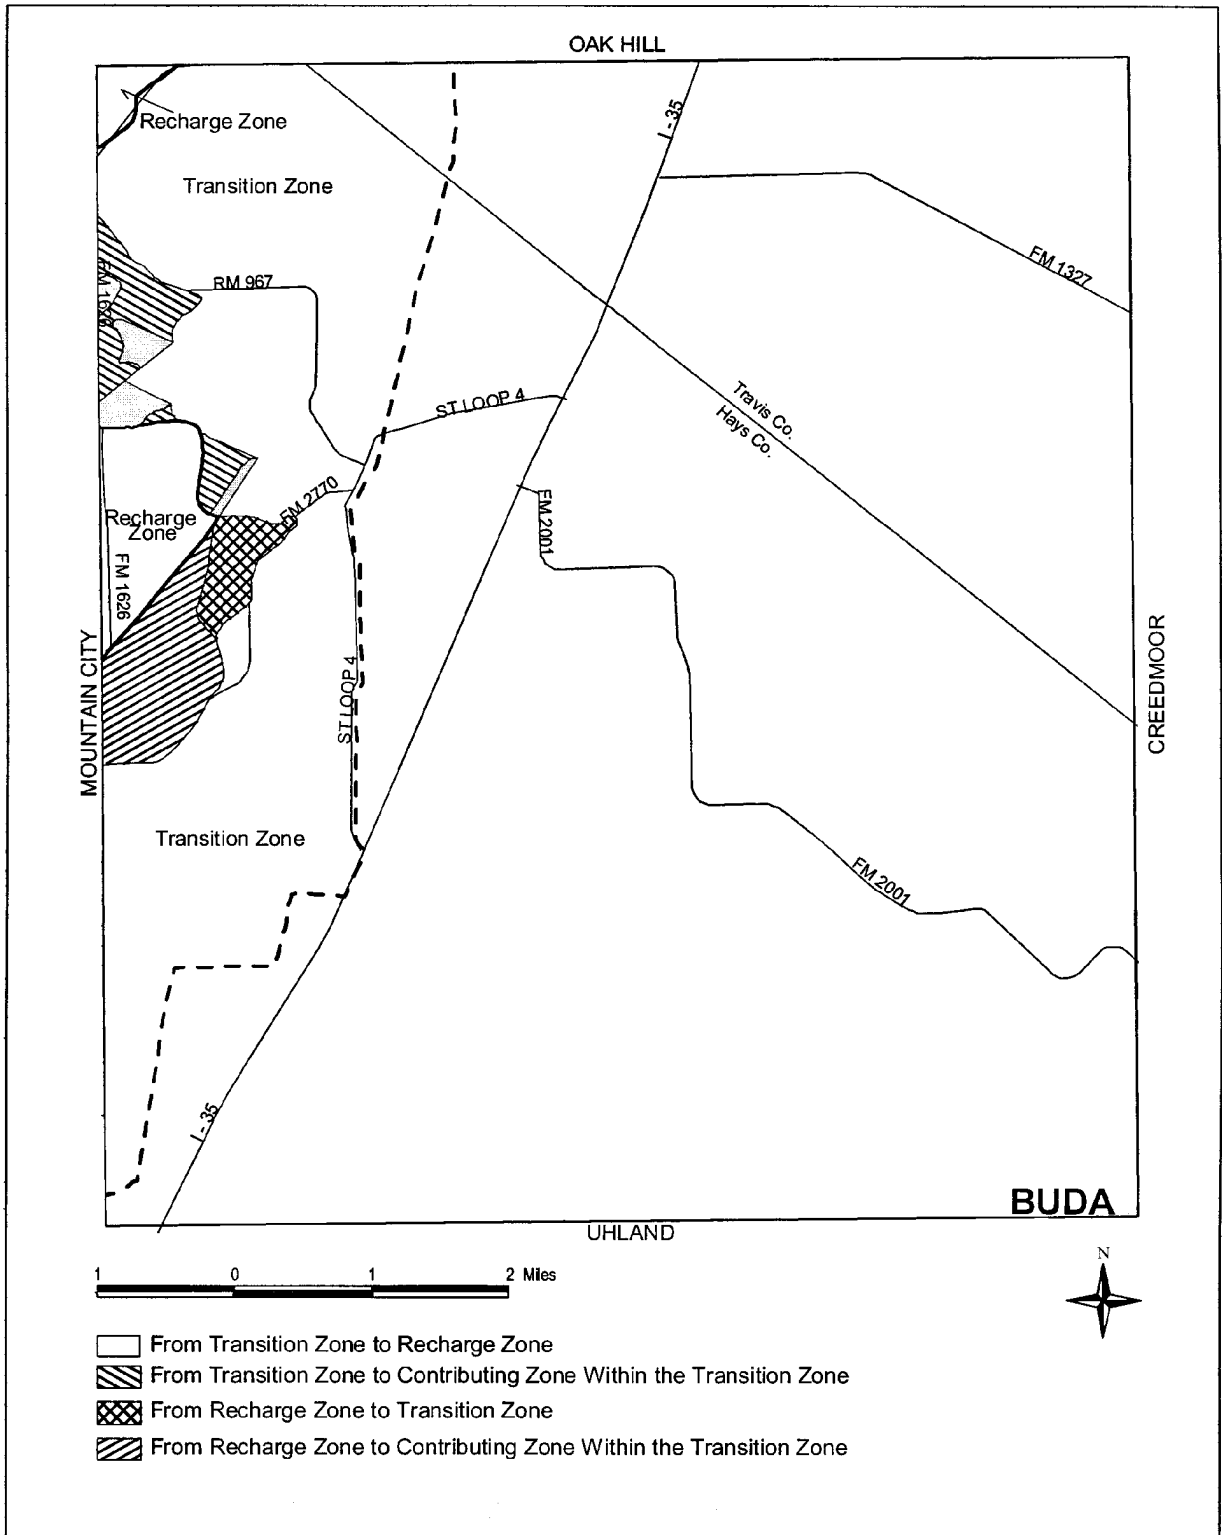 OAK HILL
I - 35
Recharge Zone
Transition Zone
FM 1327
RM 967
FM 1626
ST LOOP 4
Travis Co.
Hays Co.
FM 2770
FM 2001
Recharge
Zone
FM 1626
MOUNTAIN CITY
CREEDMOOR
ST LOOP 4
Transition Zone
FM 2001
I - 35
BUDA
UHLAND
N
1 0 1 2 Miles
From Transition Zone to Recharge Zone
From Transition Zone to Contributing Zone Within the Transition Zone
From Recharge Zone to Transition Zone
From Recharge Zone to Contributing Zone Within the Transition Zone